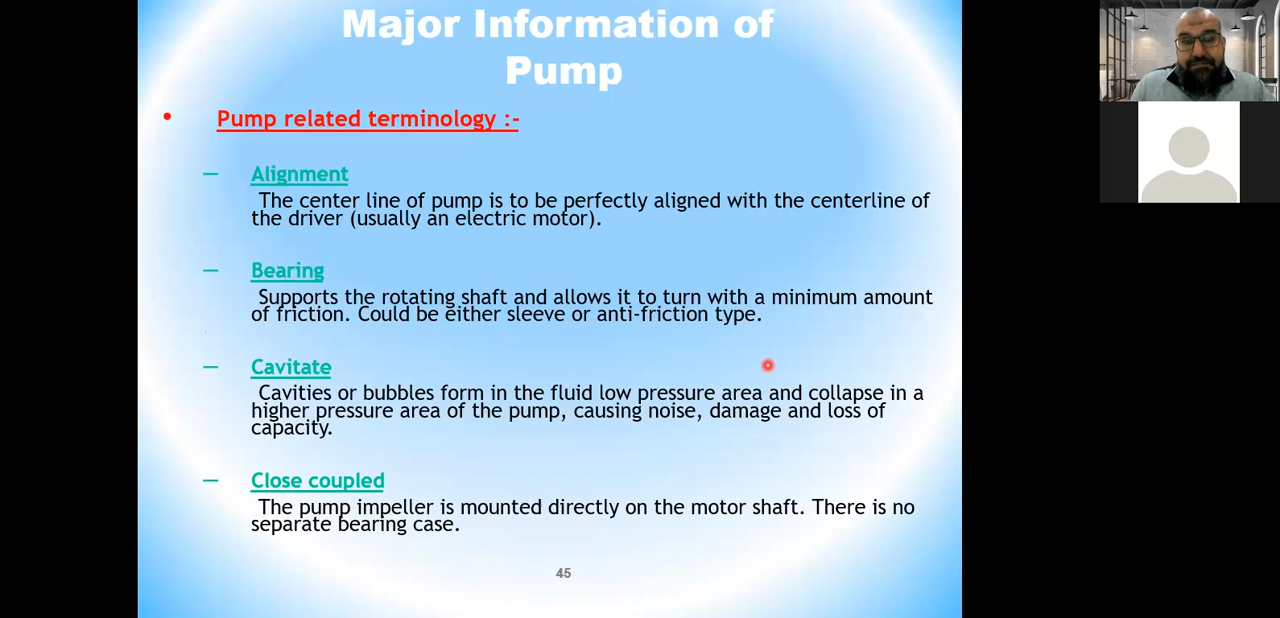 Major Information of
Pump
• Pump related terminology :-
– Alignment
The center line of pump is to be perfectly aligned with the centerline of
the driver (usually an electric motor).
– Bearing
Supports the rotating shaft and allows it to turn with a minimum amount
of friction. Could be either sleeve or anti-friction type.
– Cavitate
Cavities or bubbles form in the fluid low pressure area and collapse in a
higher pressure area of the pump, causing noise, damage and loss of
capacity.
– Close coupled
The pump impeller is mounted directly on the motor shaft. There is no
separate bearing case.
45